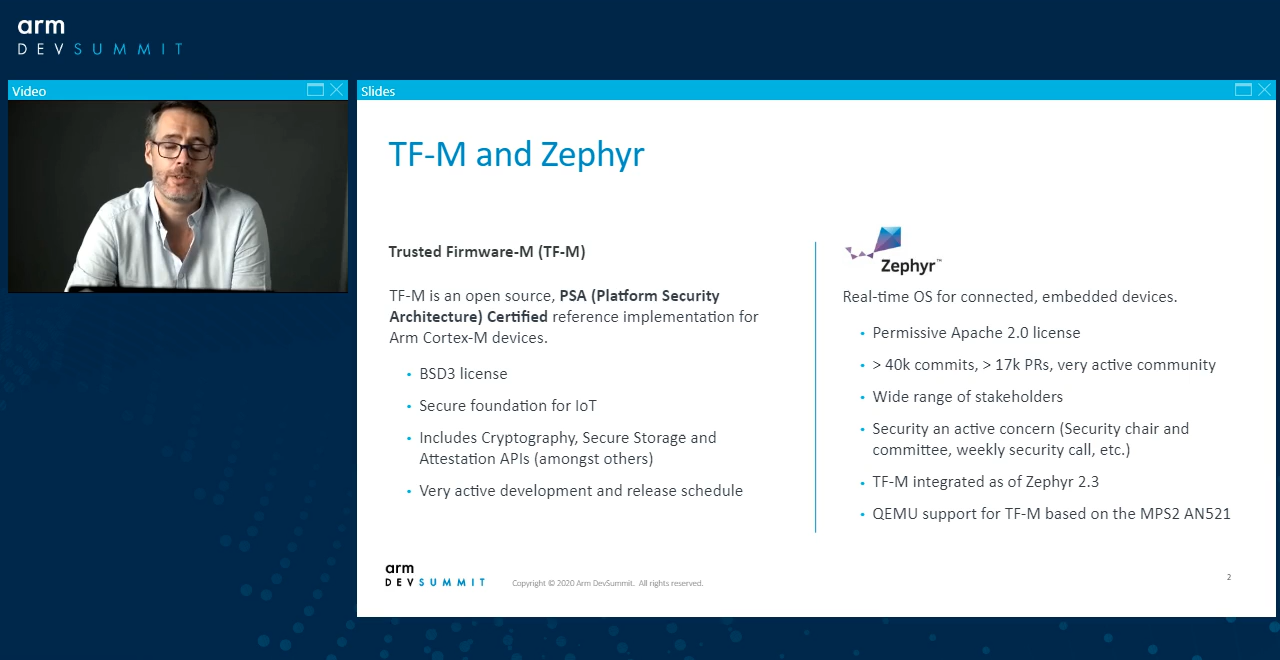 arm
DEVSUMMIT
Video
Slides
TF-M and Zephyr
Trusted Firmware-M (TF-M)
TF-M is an open source, PSA (Platform Security
Architecture) Certified reference implementation for
Arm Cortex-M devices.
• BSD3 license
• Secure foundation for IoT
• Includes Cryptography, Secure Storage and
Attestation APIs (amongst others)
• Very active development and release schedule
Zephyr™
Real-time OS for connected, embedded devices.
• Permissive Apache 2.0 license
• > 40k commits, > 17k PRs, very active community
• Wide range of stakeholders
• Security an active concern (Security chair and
committee, weekly security call, etc.)
• TF-M integrated as of Zephyr 2.3
• QEMU support for TF-M based on the MPS2 AN521
arm
DEVSUMMIT
Copyright © 2020 Arm DevSummit. All rights reserved.
2